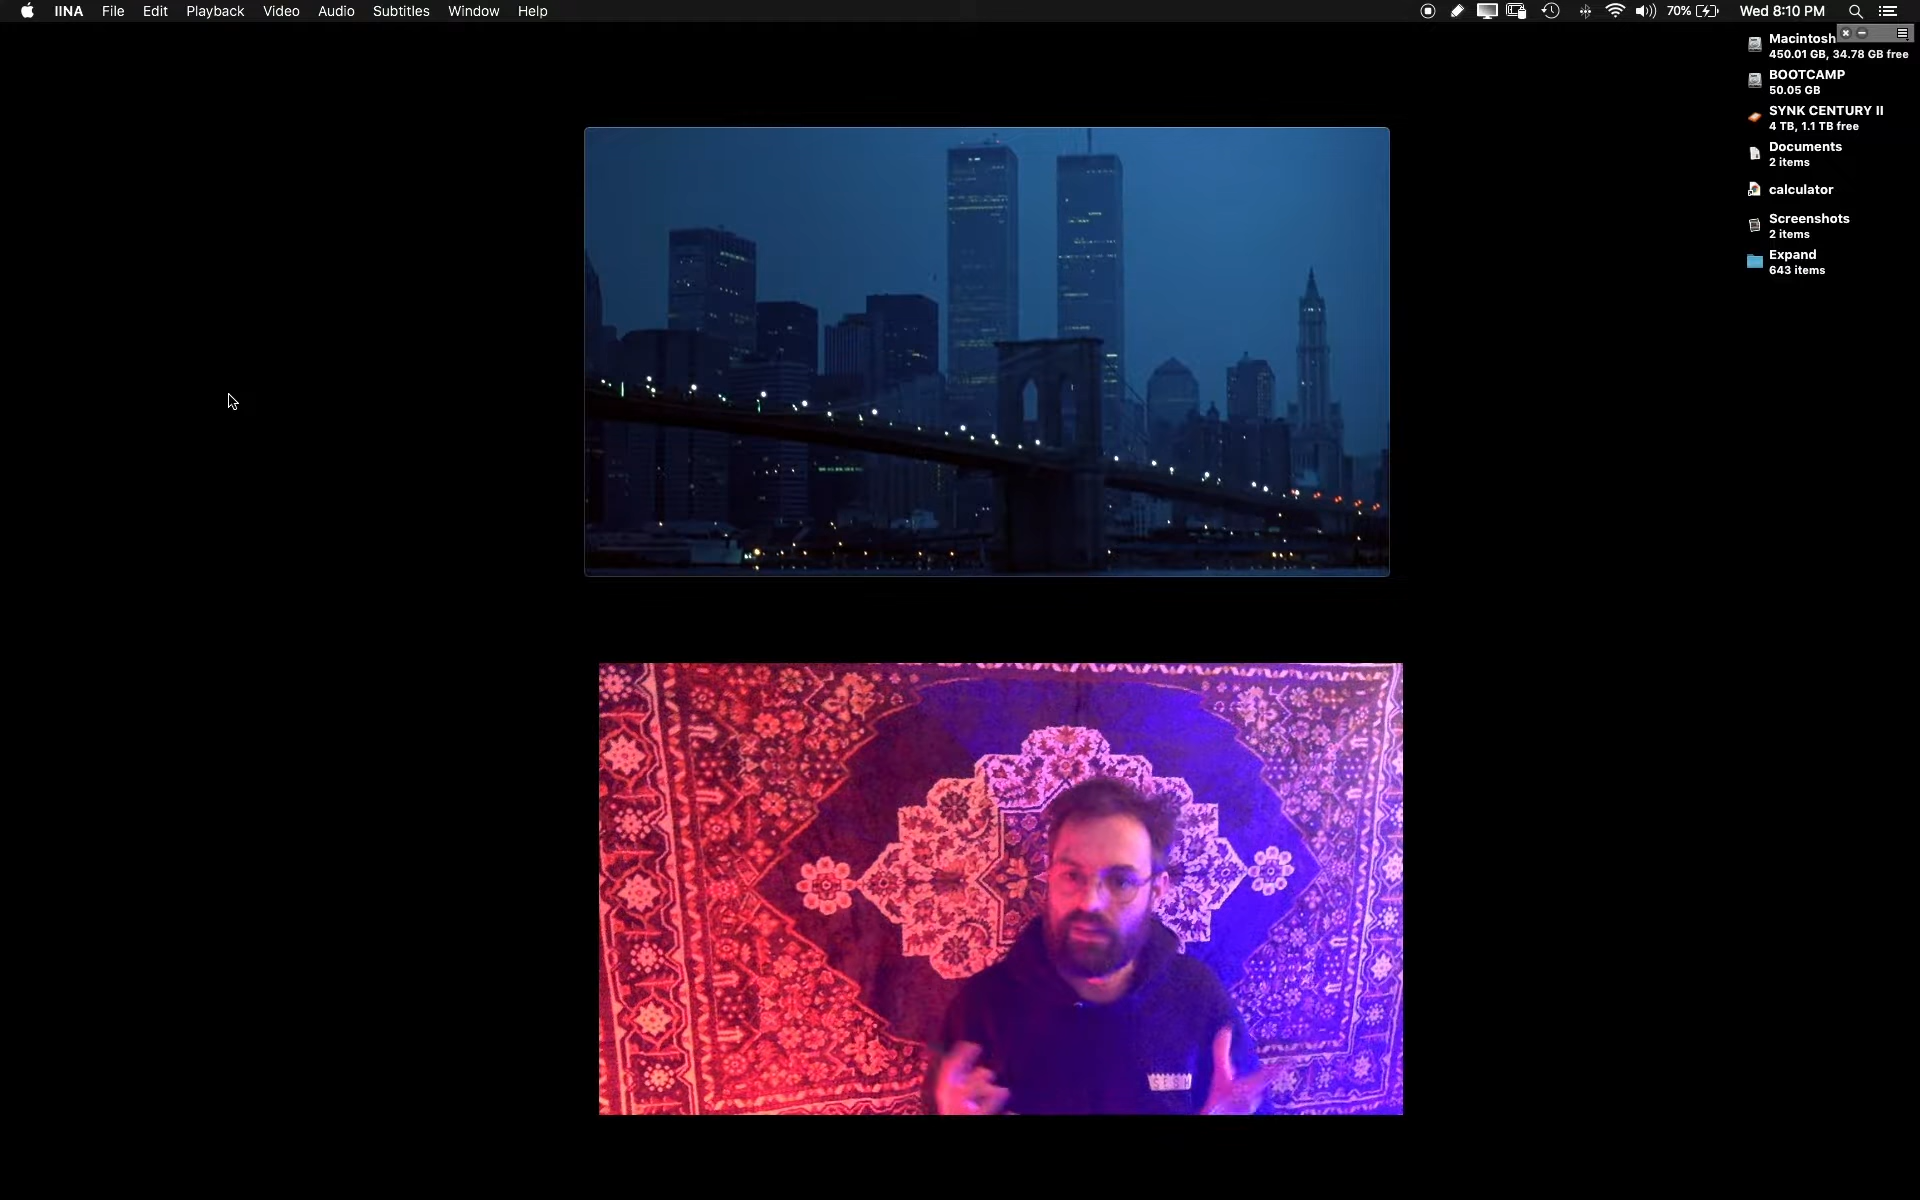 IINA File Edit Playback Video Audio Subtitles Window Help 70% Wed 8:10 PM
Macintosh
450.01 GB, 34.78 GB free
BOOTCAMP
50.05 GB
SYNK CENTURY II
4 TB, 1.1 TB free
Documents
2 items
calculator
Screenshots
2 items
Expand
643 items